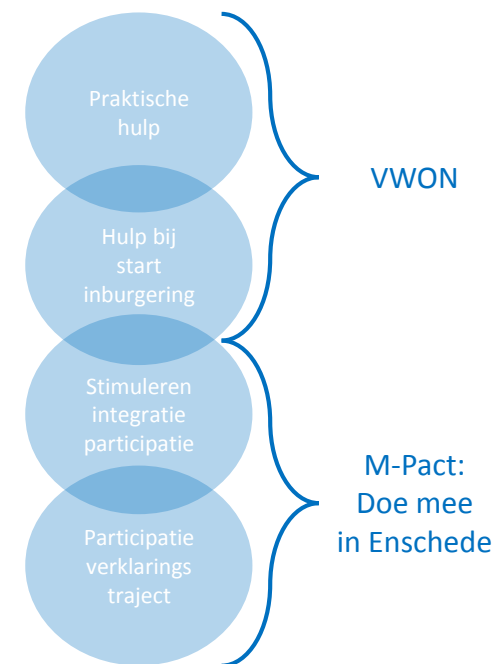 Praktische
hulp
VWON
Hulp bij
start
inburgering
Stimuleren
integratie
participatie
M-Pact:
Doe mee
in Enschede
Participatie
verklarings
traject